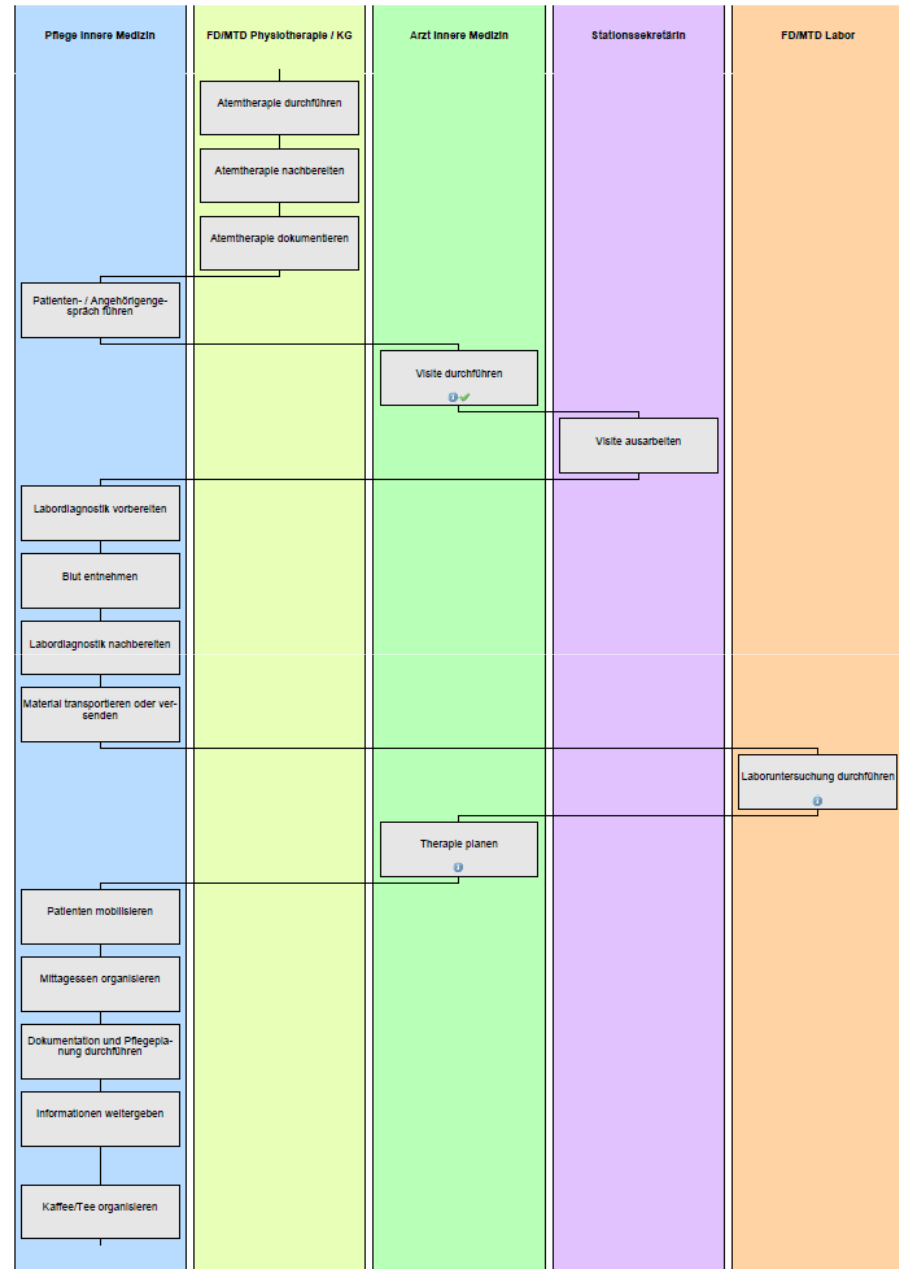 Pflege Innere Medizin
FD/MTD Physiotherapie / KG
Arzt Innere Medizin
Stationssekretärin
FD/MTD Labor
Atemtherapie durchführen
Atemtherapie nachbereiten
Atemtherapie dokumentieren
Patienten- / Angehörigenge-
spräch führen
Visite durchführen
Visite ausarbeiten
Labordiagnostik vorbereiten
Blut entnehmen
Labordiagnostik nachbereiten
Material transportieren oder ver-
senden
Laboruntersuchung durchführen
Therapie planen
Patienten mobilisieren
Mittagessen organisieren
Dokumentation und Pflegepla-
nung durchführen
Informationen weitergeben
Kaffee/Tee organisieren